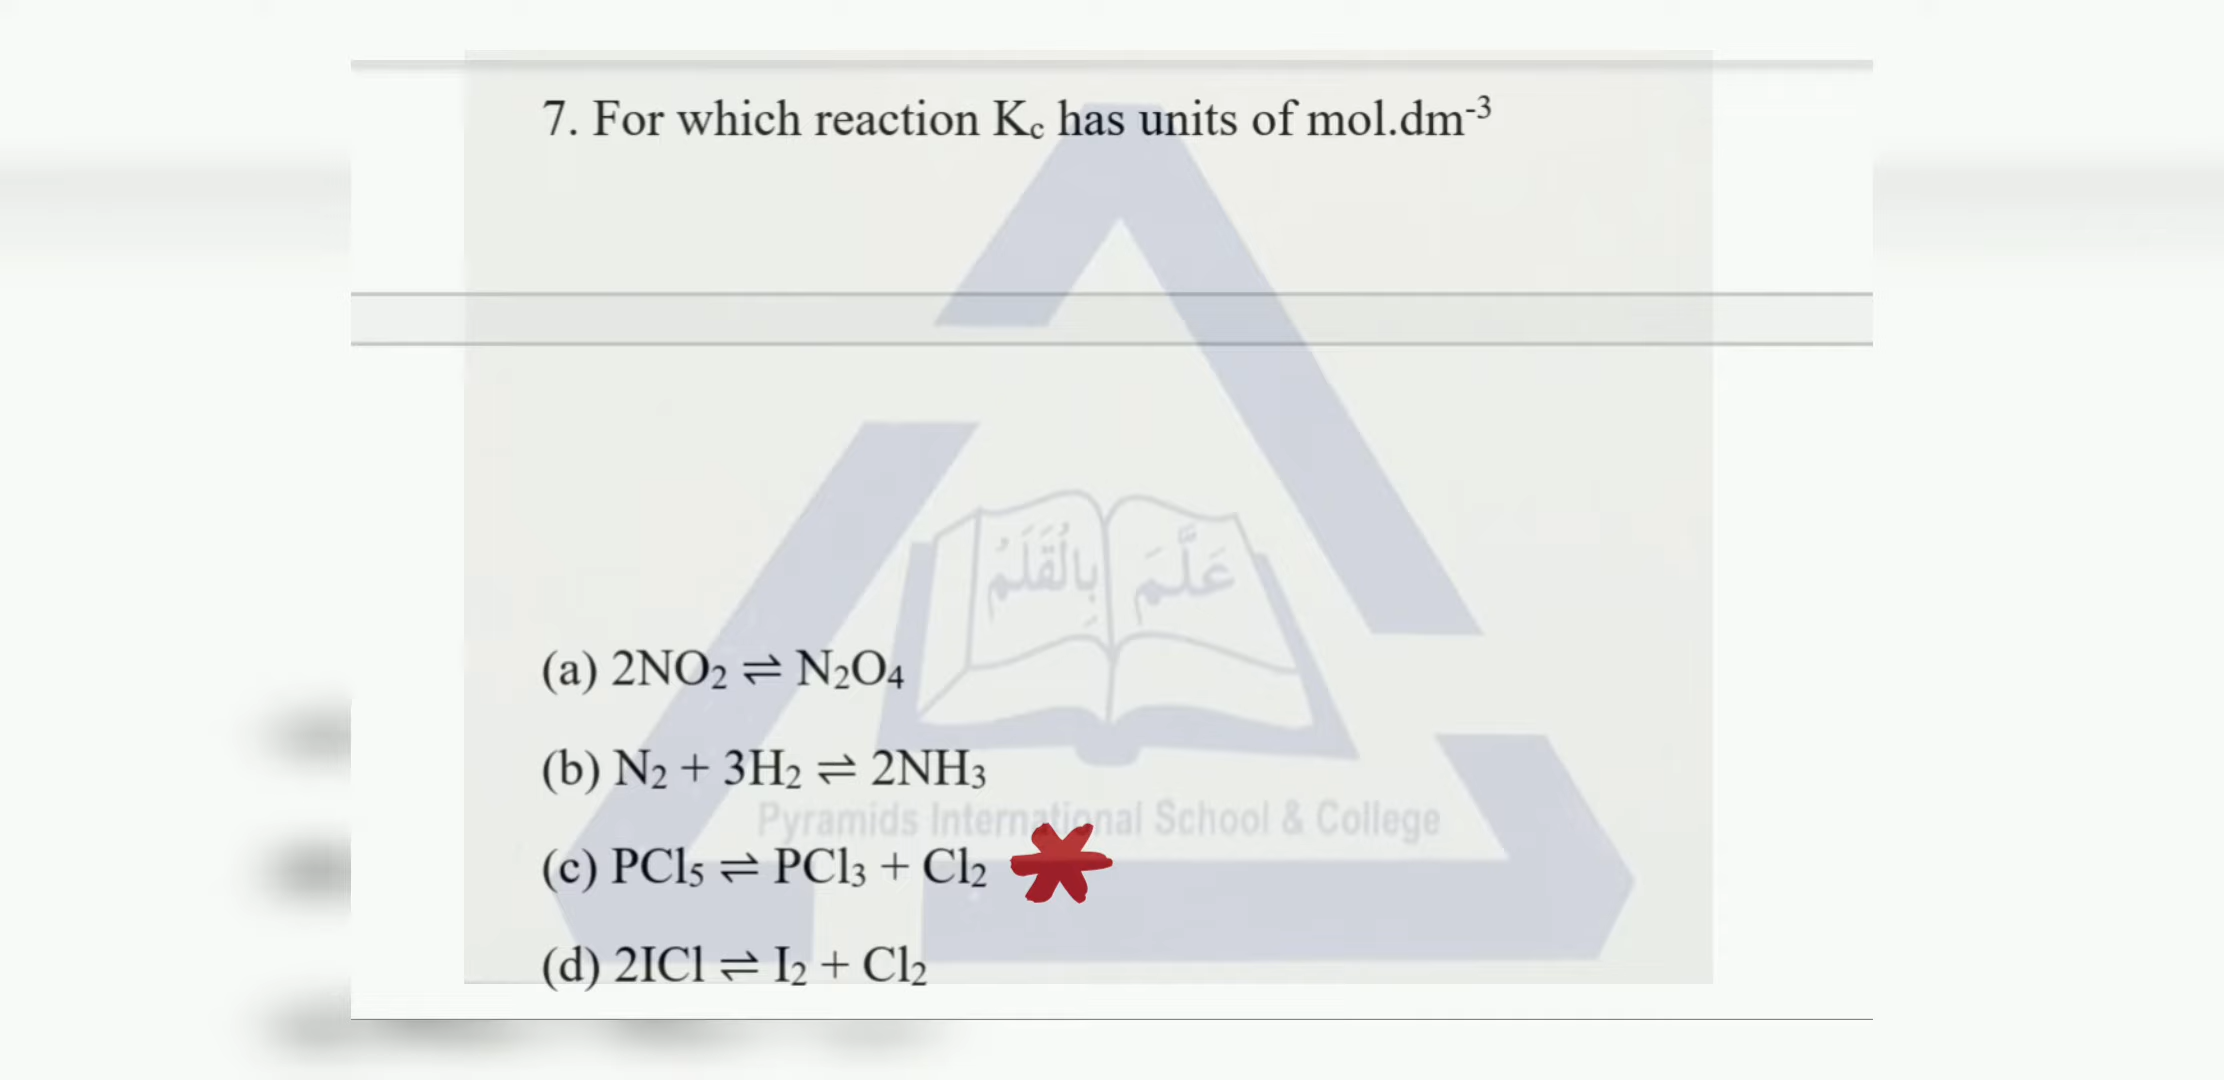 7. For which reaction K꜀ has units of mol.dm⁻³
عَلَّمَ بِالْقَلَمِ
(a) 2NO₂ ⇌ N₂O₄
(b) N₂ + 3H₂ ⇌ 2NH₃
Pyramids International School & College
(c) PCl₅ ⇌ PCl₃ + Cl₂
(d) 2ICl ⇌ I₂ + Cl₂